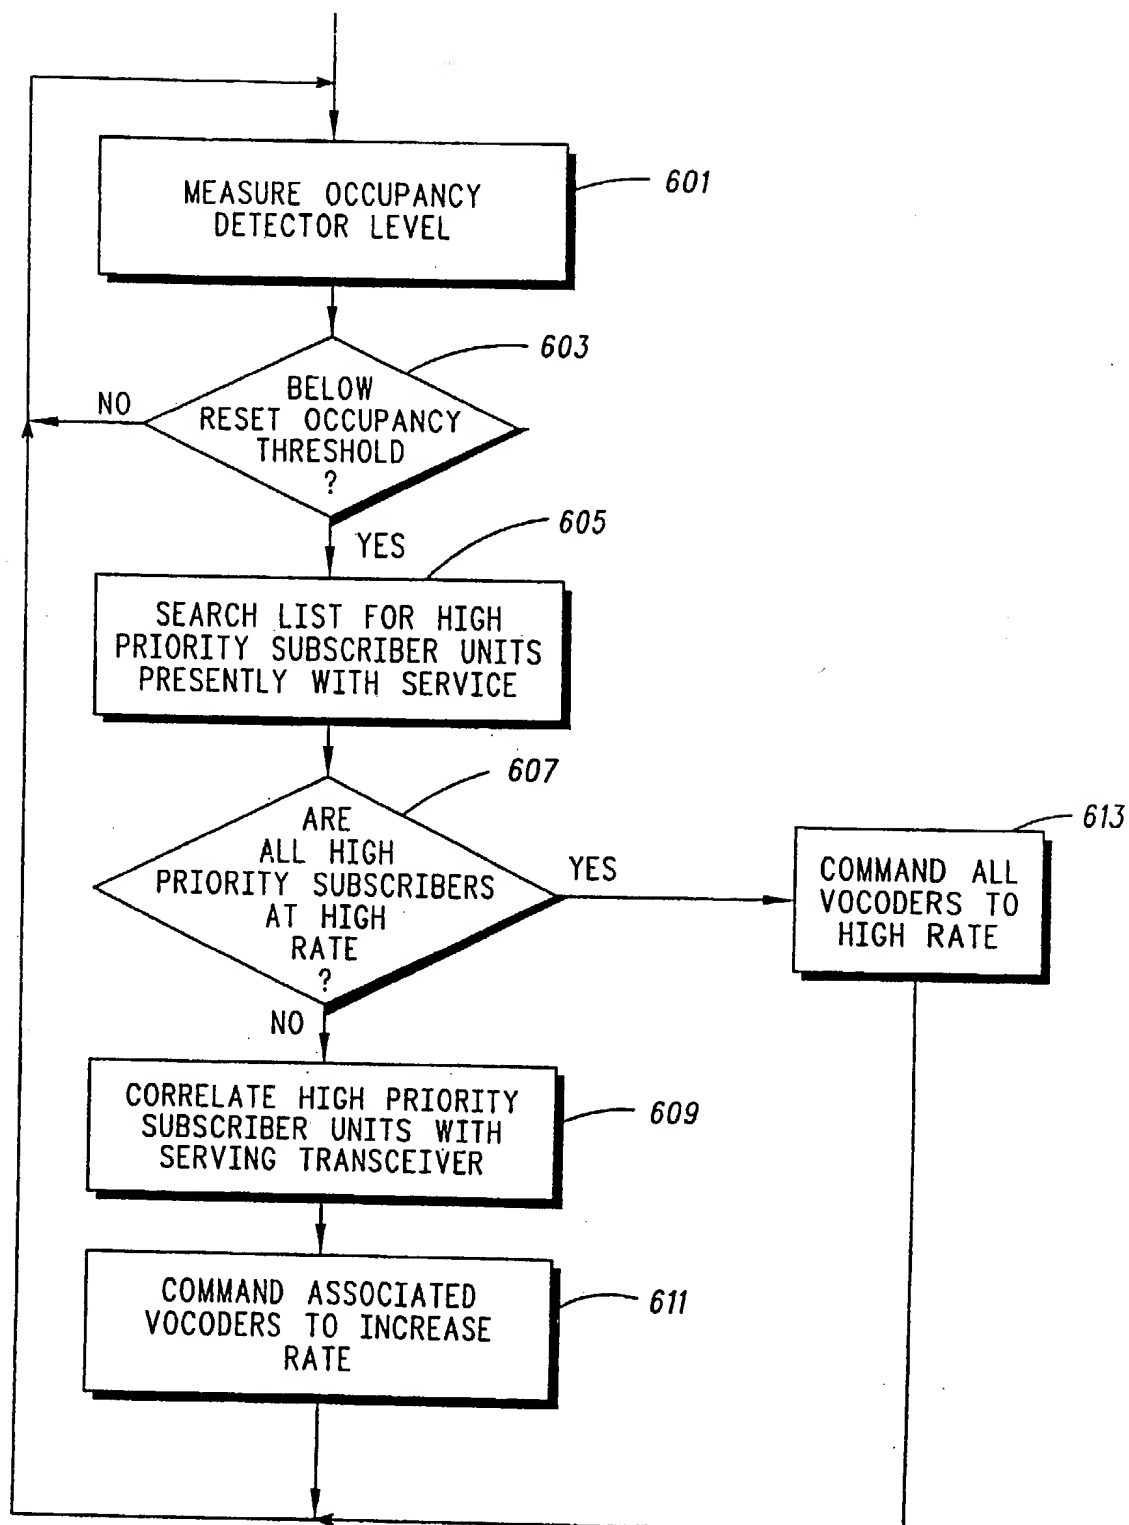 MEASURE OCCUPANCY
DETECTOR LEVEL
601
603
BELOW
RESET OCCUPANCY
THRESHOLD
?
NO
YES
605
SEARCH LIST FOR HIGH
PRIORITY SUBSCRIBER UNITS
PRESENTLY WITH SERVICE
607
ARE
ALL HIGH
PRIORITY SUBSCRIBERS
AT HIGH
RATE
?
YES
613
COMMAND ALL
VOCODERS TO
HIGH RATE
NO
CORRELATE HIGH PRIORITY
SUBSCRIBER UNITS WITH
SERVING TRANSCEIVER
609
COMMAND ASSOCIATED
VOCODERS TO INCREASE
RATE
611